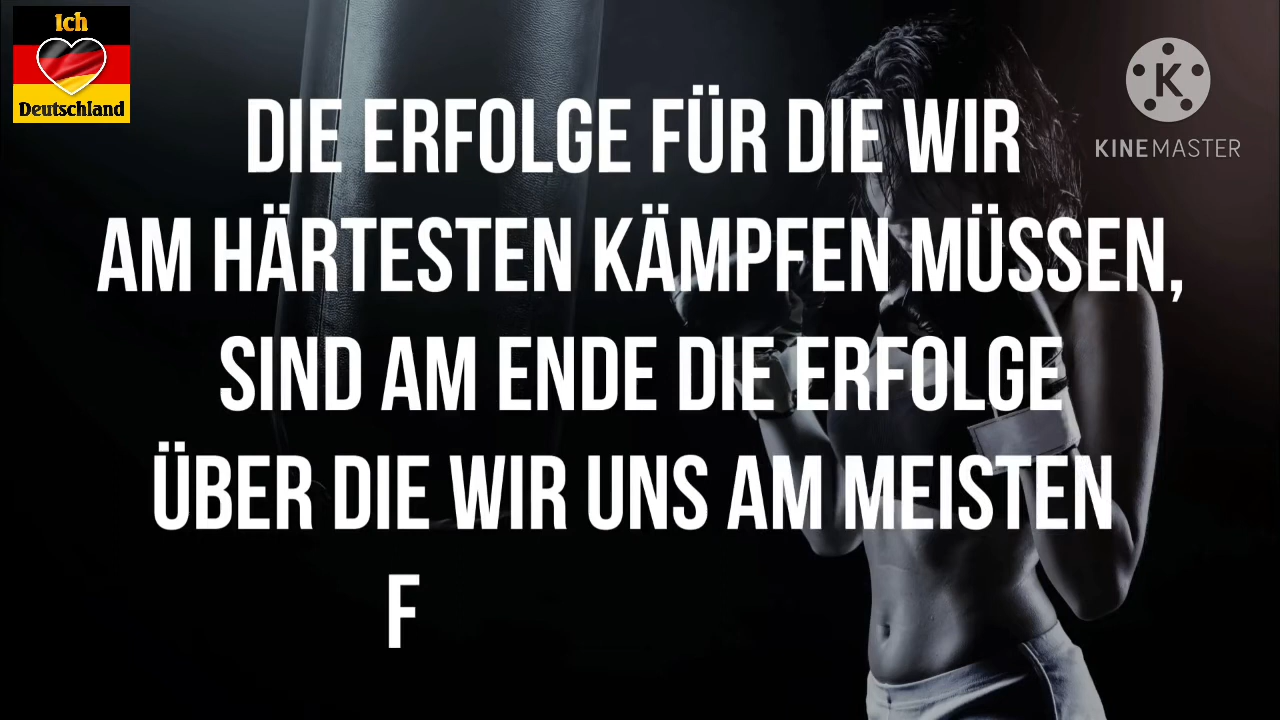 Ich
Deutschland
K
KINEMASTER
DIE ERFOLGE FÜR DIE WIR
AM HÄRTESTEN KÄMPFEN MÜSSEN,
SIND AM ENDE DIE ERFOLGE
ÜBER DIE WIR UNS AM MEISTEN
F